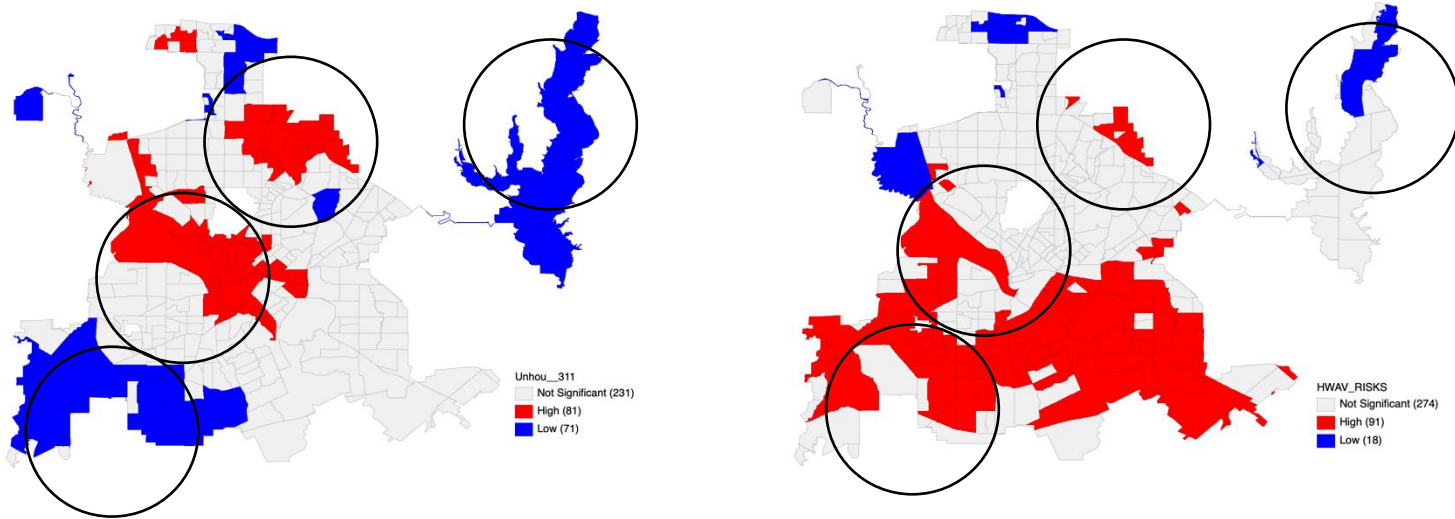 Unhou__311
Not Significant (231)
High (81)
Low (71)
HWAV_RISKS
Not Significant (274)
High (91)
Low (18)